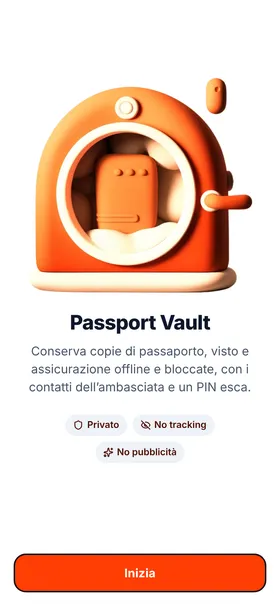 Passport Vault
Conserva copie di passaporto, visto e
assicurazione offline e bloccate, con i
contatti dell’ambasciata e un PIN esca.
Privato
No tracking
No pubblicità
Inizia